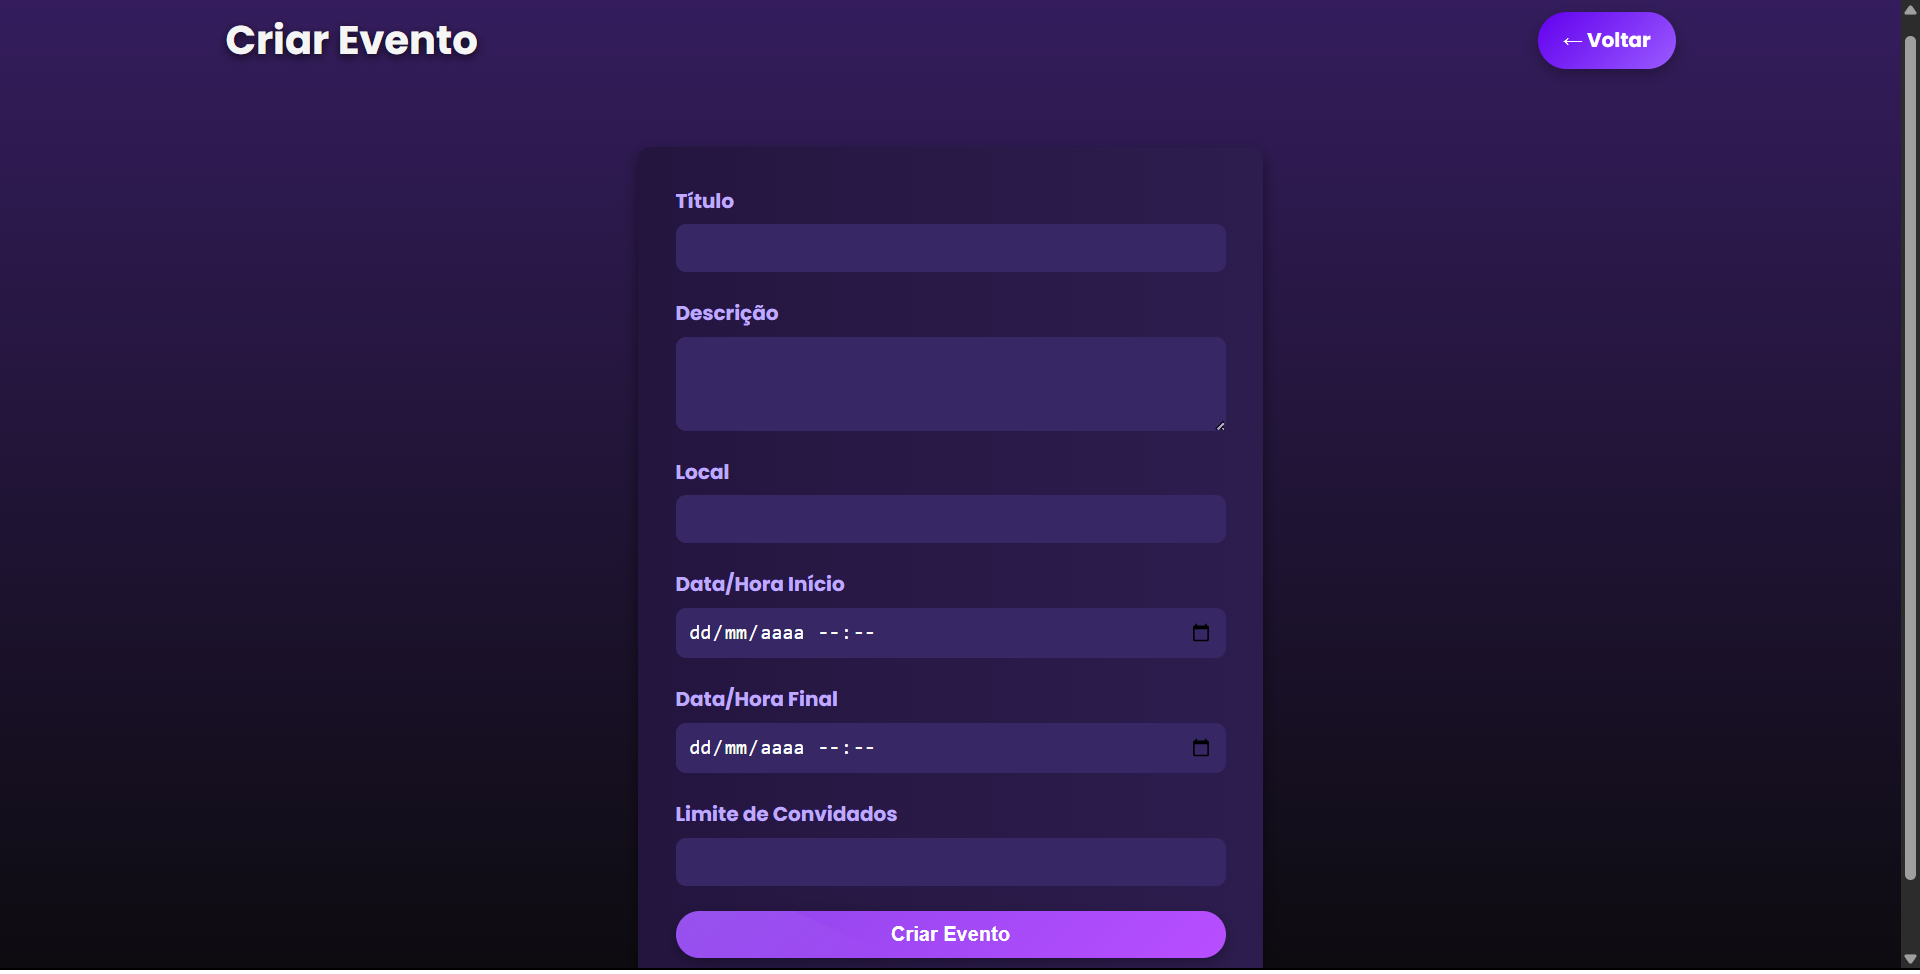 Criar Evento
← Voltar
Título
Descrição
Local
Data/Hora Início
dd/mm/aaaa --:--
Data/Hora Final
dd/mm/aaaa --:--
Limite de Convidados
Criar Evento